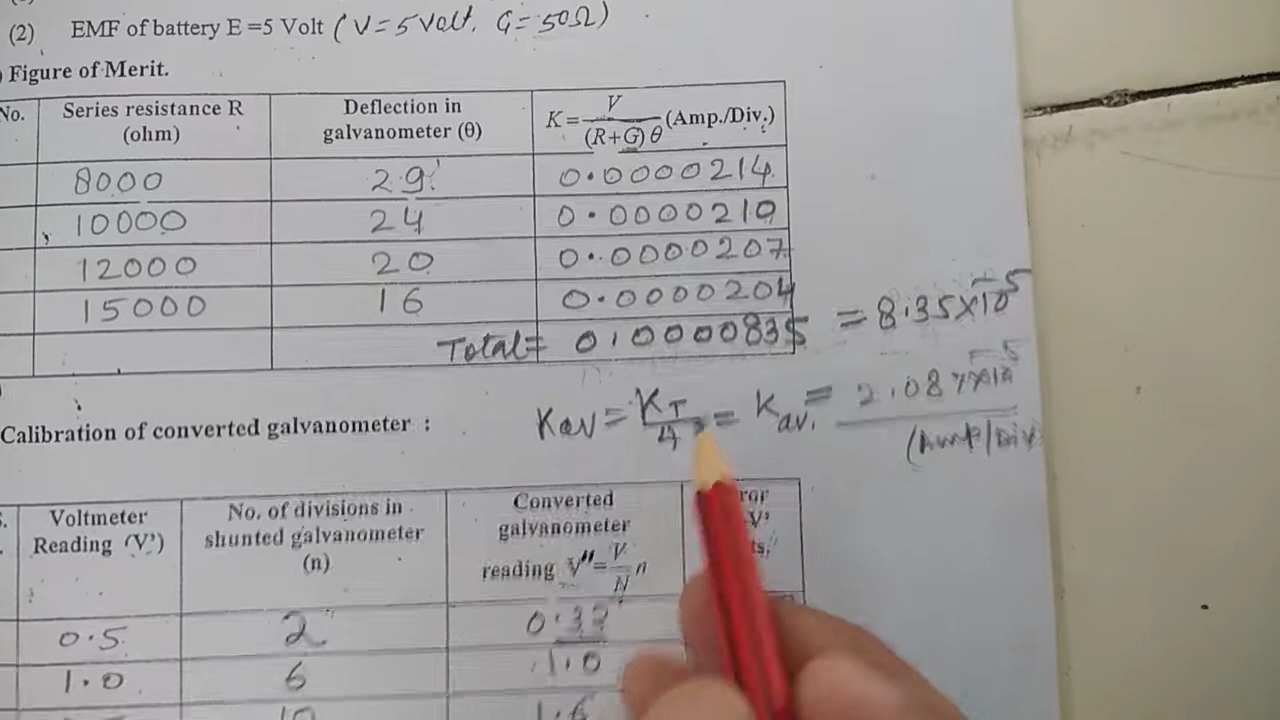 (2) EMF of battery E =5 Volt (V=5 Volt, G=50Ω)
Figure of Merit.
No. Series resistance R (ohm) Deflection in galvanometer (θ) K = V/(R+G) θ (Amp./Div.)
8000 29 0.0000214
10000 24 0.0000210
12000 20 0.0000207
15000 16 0.0000204
Total = 0.0000835 = 8.35×10⁻⁵
Kav = KT/4 = Kav. = 2.087×10⁻⁵ (Amp/Div
Calibration of converted galvanometer :
Voltmeter Reading (V') No. of divisions in shunted galvanometer (n) Converted galvanometer reading V" = V/N n
0.5 2 0.33
1.0 6 1.0
10 1.6